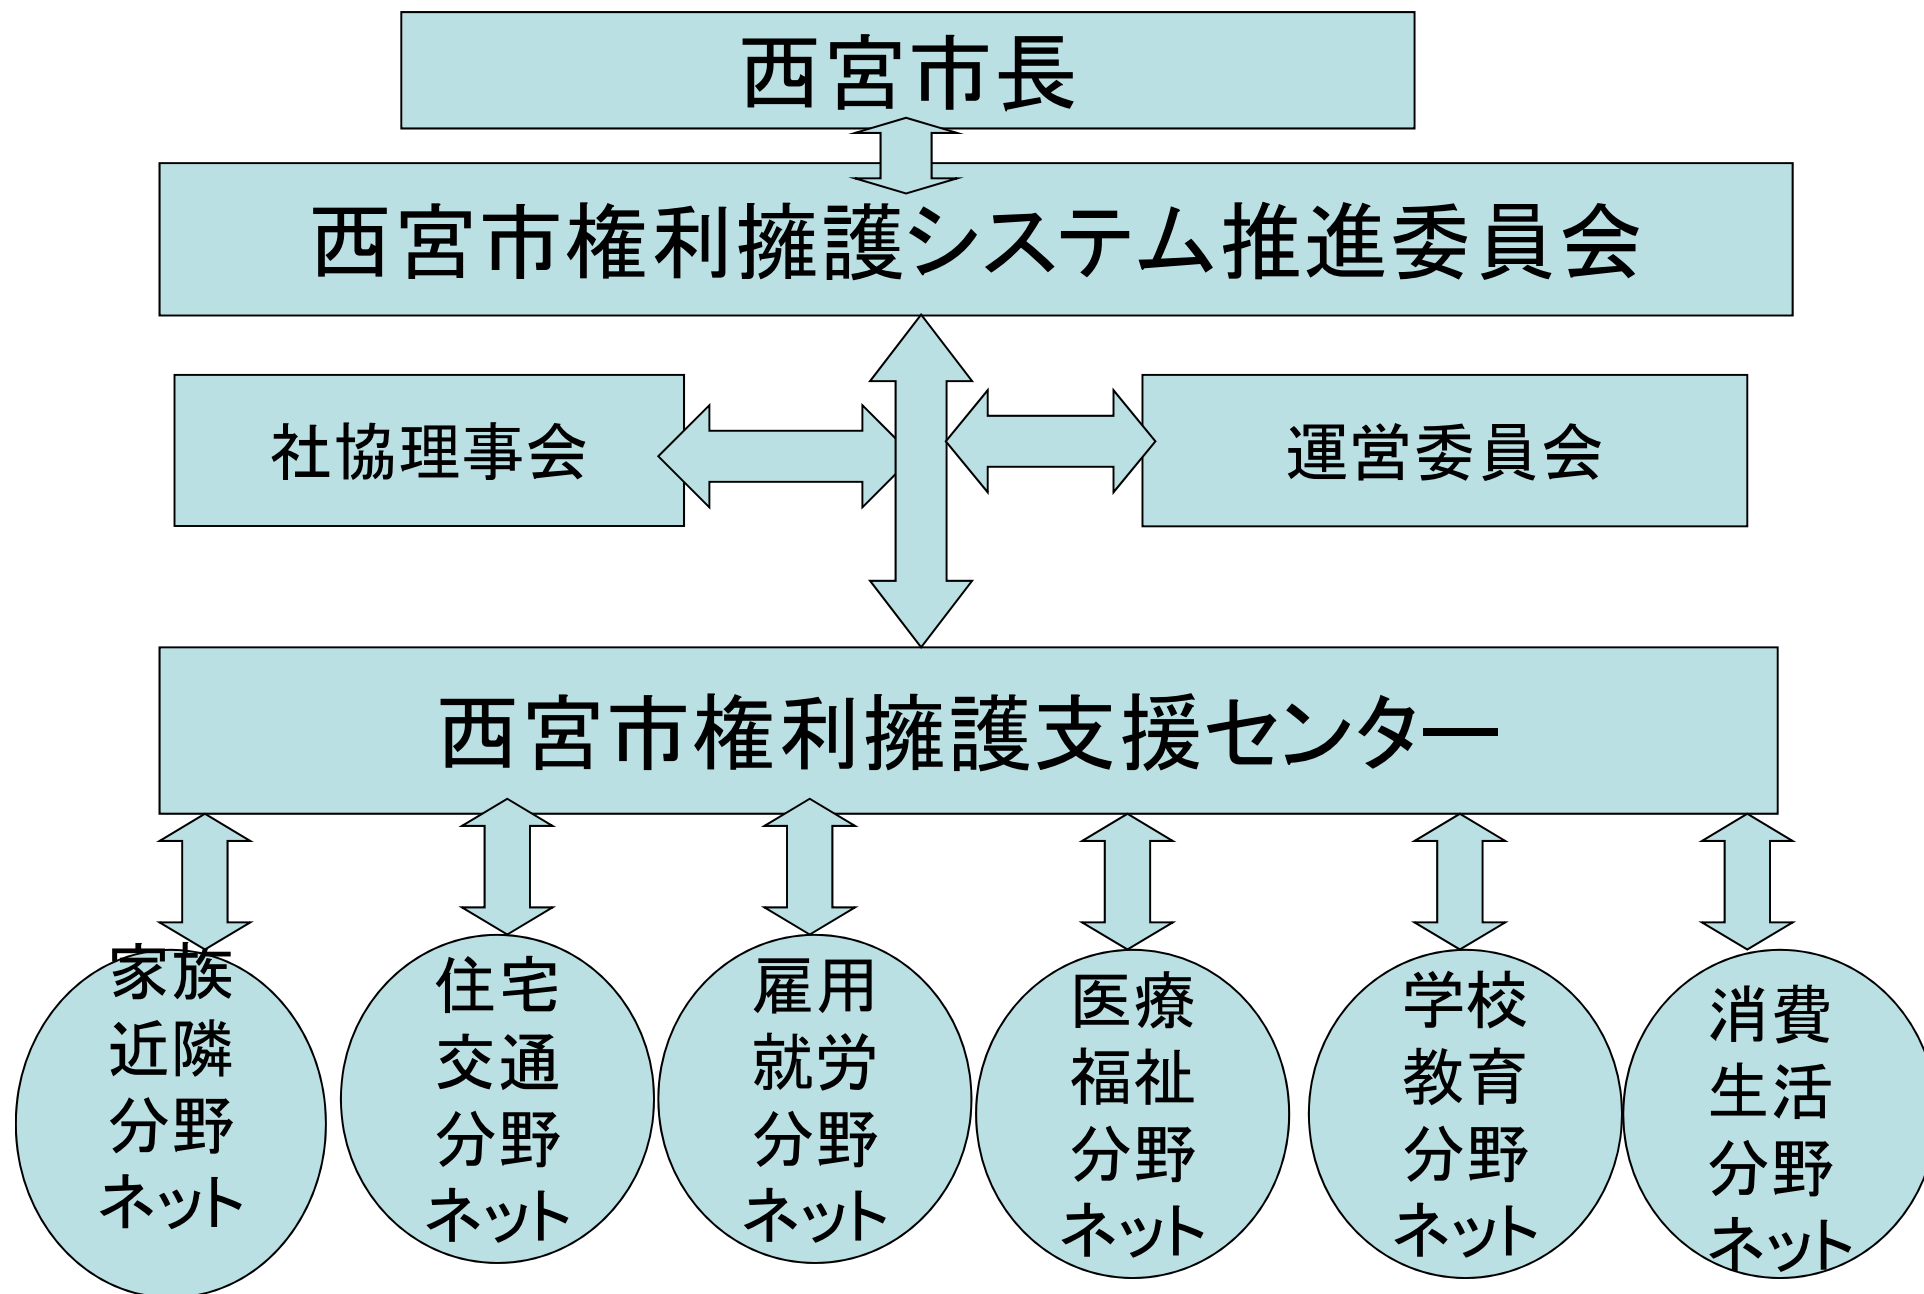 西宮市長
西宮市権利擁護システム推進委員会
社協理事会
運営委員会
西宮市権利擁護支援センター
家族
近隣
分野
ネット
住宅
交通
分野
ネット
雇用
就労
分野
ネット
医療
福祉
分野
ネット
学校
教育
分野
ネット
消費
生活
分野
ネット